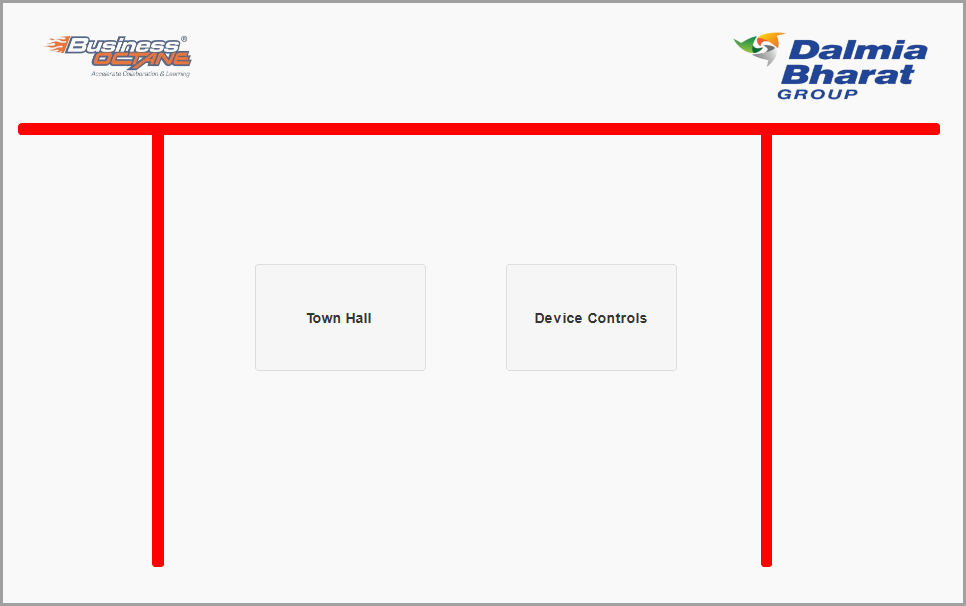 Business®
OCTANE
Accelerate Collaboration & Learning
Dalmia
Bharat
GROUP
Town Hall
Device Controls